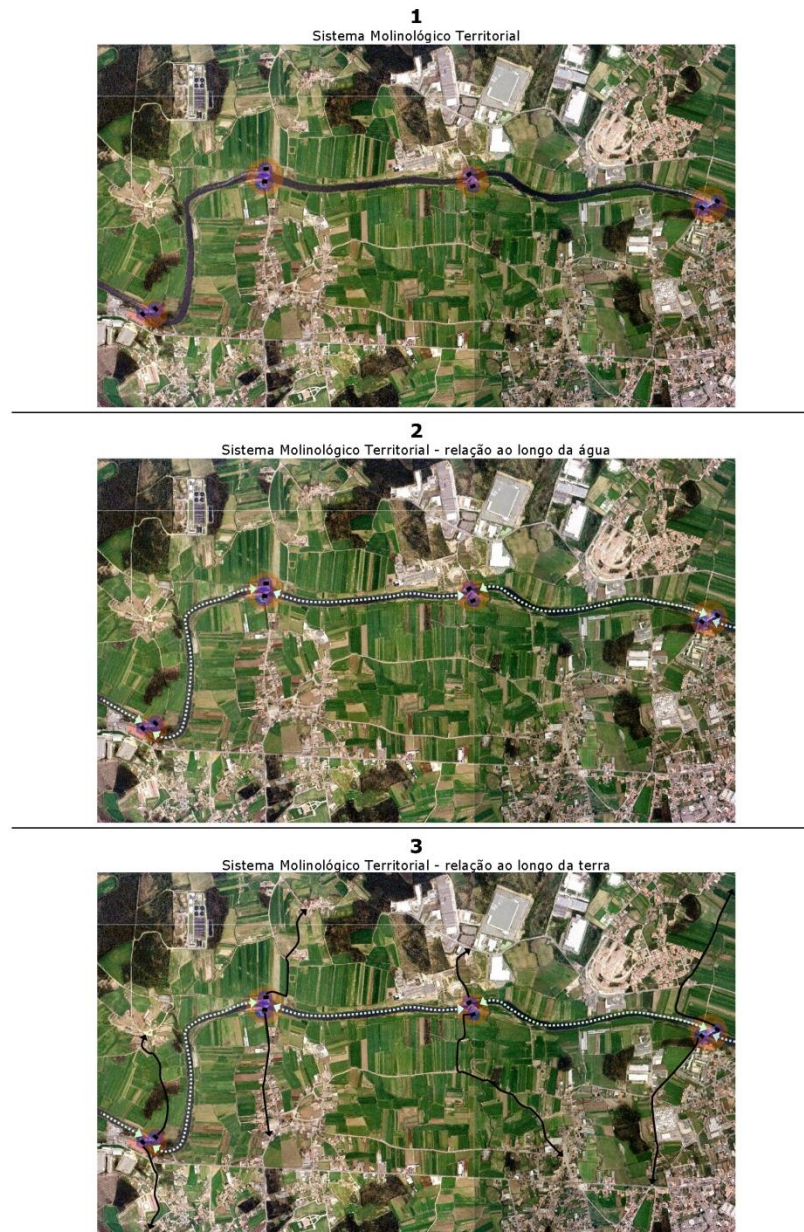 1
Sistema Molinológico Territorial
2
Sistema Molinológico Territorial - relação ao longo da água
3
Sistema Molinológico Territorial - relação ao longo da terra